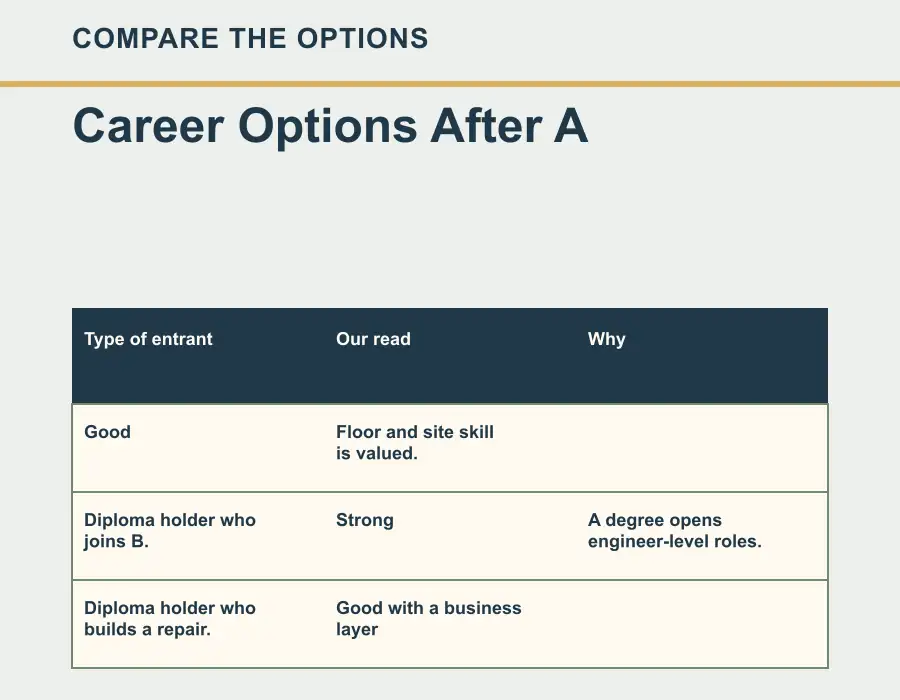 COMPARE THE OPTIONS
Career Options After A
Type of entrant Our read Why
Good Floor and site skill
is valued.
Diploma holder who Strong A degree opens
joins B. engineer-level roles.
Diploma holder who Good with a business
builds a repair. layer